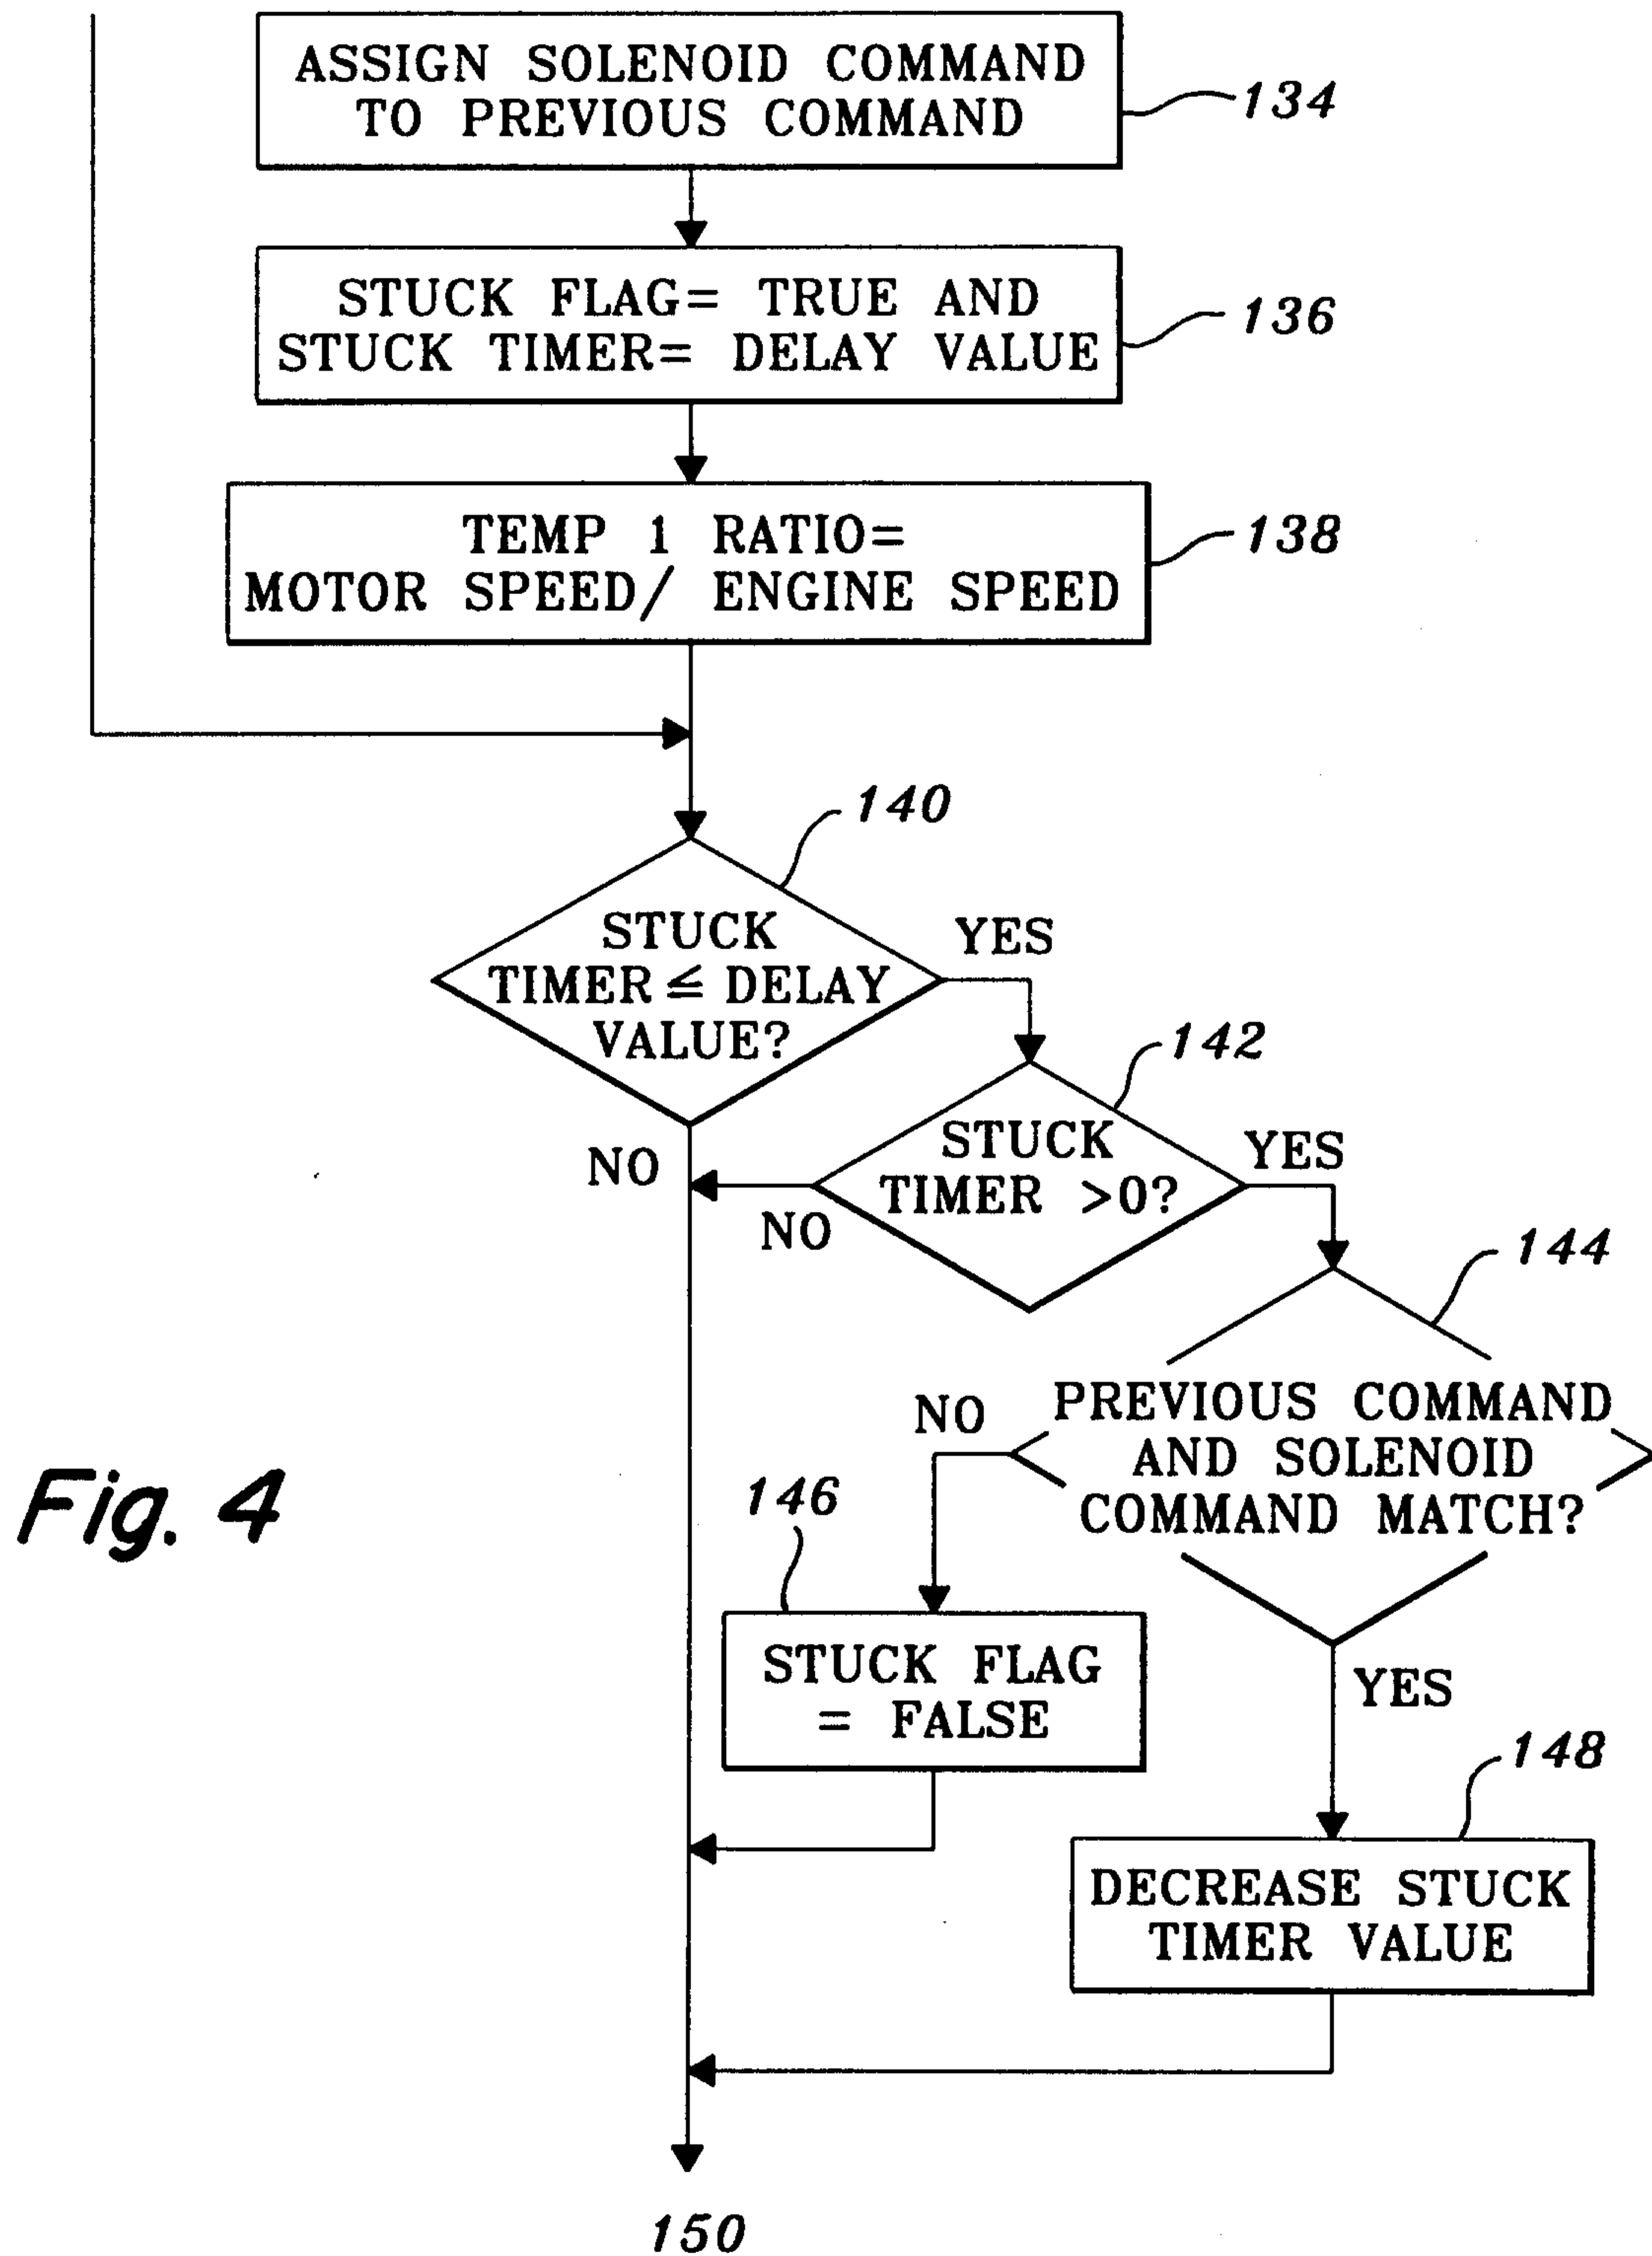 ASSIGN SOLENOID COMMAND
TO PREVIOUS COMMAND
134
STUCK FLAG= TRUE AND
STUCK TIMER= DELAY VALUE
136
TEMP 1 RATIO=
MOTOR SPEED/ ENGINE SPEED
138
140
STUCK
TIMER ≤ DELAY
VALUE?
YES
NO
142
STUCK
TIMER >0?
YES
NO
144
PREVIOUS COMMAND
AND SOLENOID
COMMAND MATCH?
NO
YES
146
STUCK FLAG
= FALSE
148
DECREASE STUCK
TIMER VALUE
150
Fig. 4